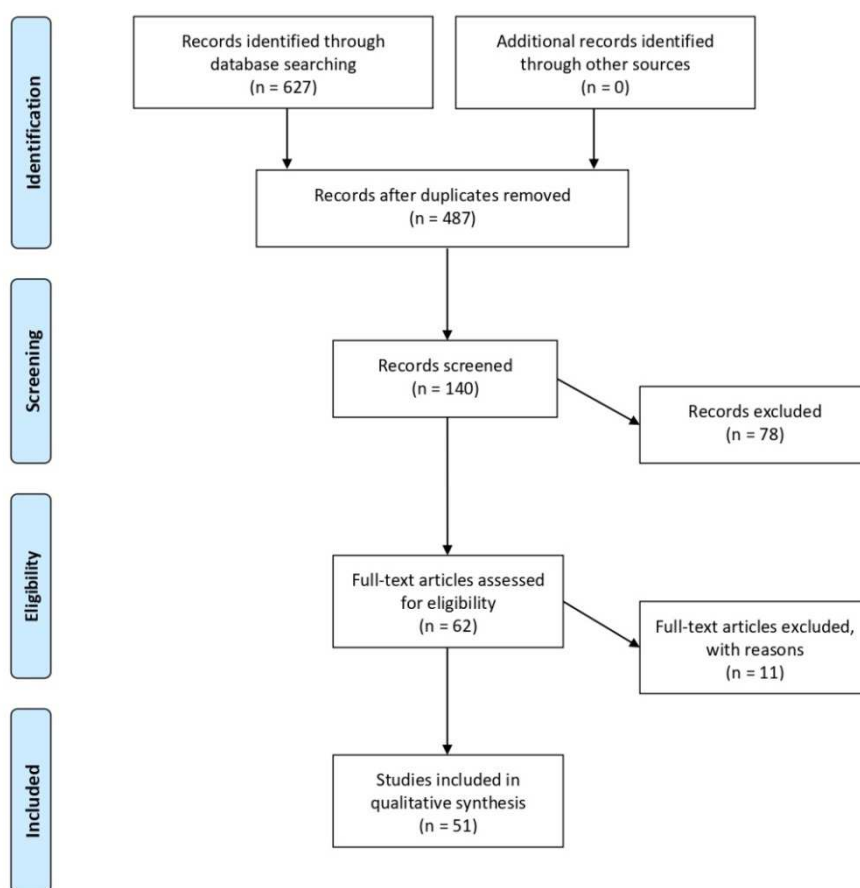 Identification
Records identified through
database searching
(n = 627)
Additional records identified
through other sources
(n = 0)
Records after duplicates removed
(n = 487)
Screening
Records screened
(n = 140)
Records excluded
(n = 78)
Eligibility
Full-text articles assessed
for eligibility
(n = 62)
Full-text articles excluded,
with reasons
(n = 11)
Included
Studies included in
qualitative synthesis
(n = 51)